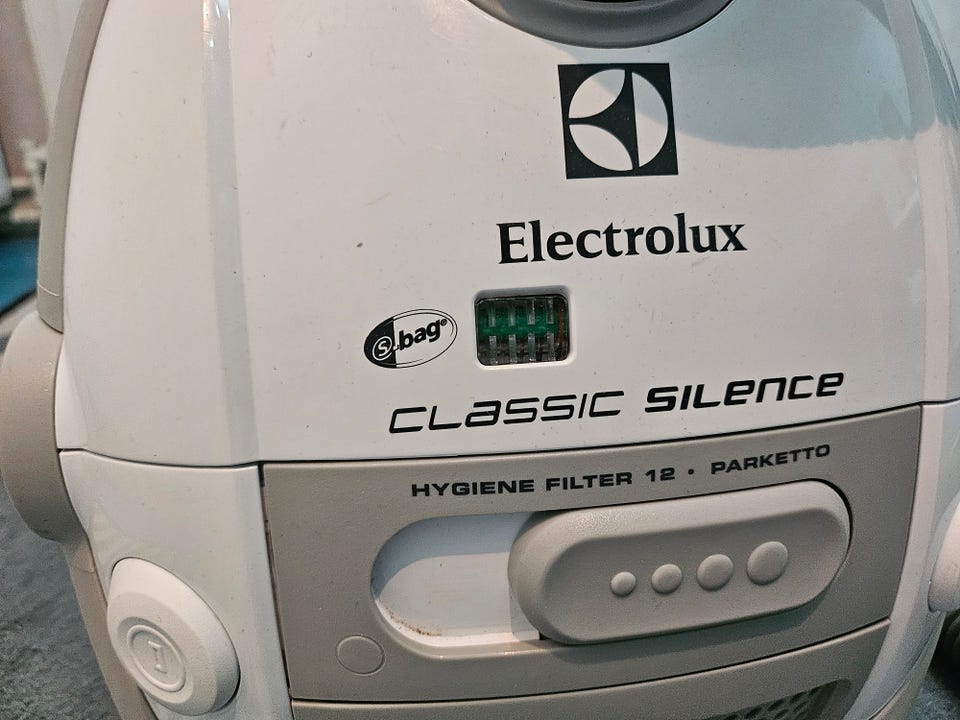 Electrolux
s-bag®
CLASSIC SILENCE
HYGIENE FILTER 12 • PARKETTO